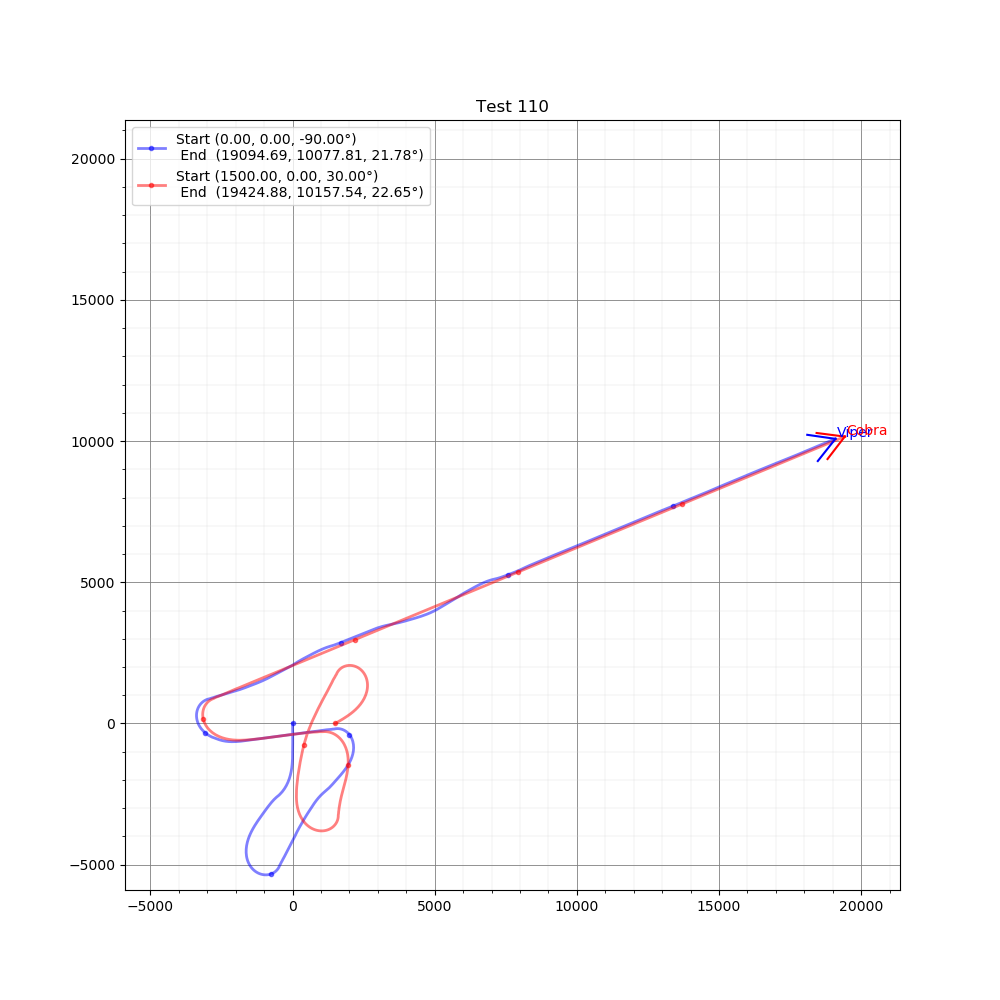 Test 110
Start (0.00, 0.00, -90.00°)
End (19094.69, 10077.81, 21.78°)
Start (1500.00, 0.00, 30.00°)
End (19424.88, 10157.54, 22.65°)
20000
15000
10000
5000
0
−5000
Viper
Cobra
−5000 0 5000 10000 15000 20000